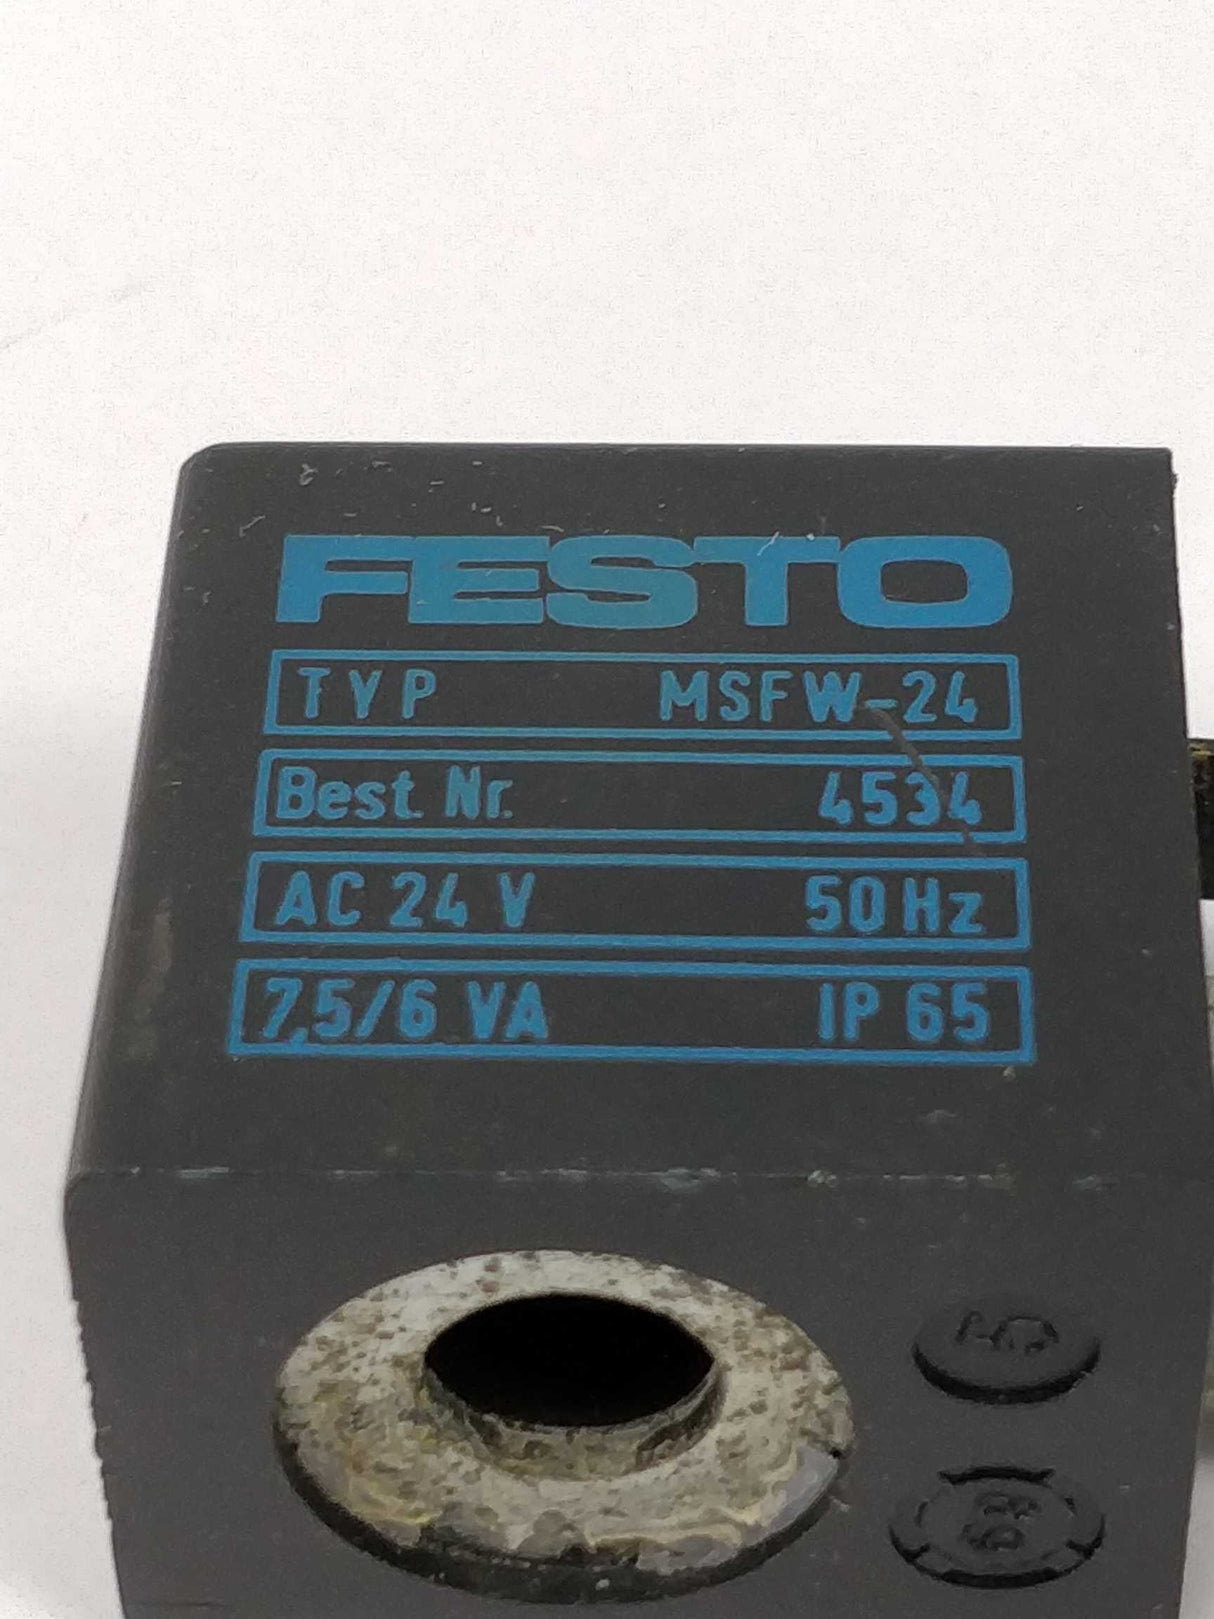 FESTO
TYP MSFW-24
Best. Nr. 4534
AC 24 V 50 Hz
7,5/6 VA IP 65